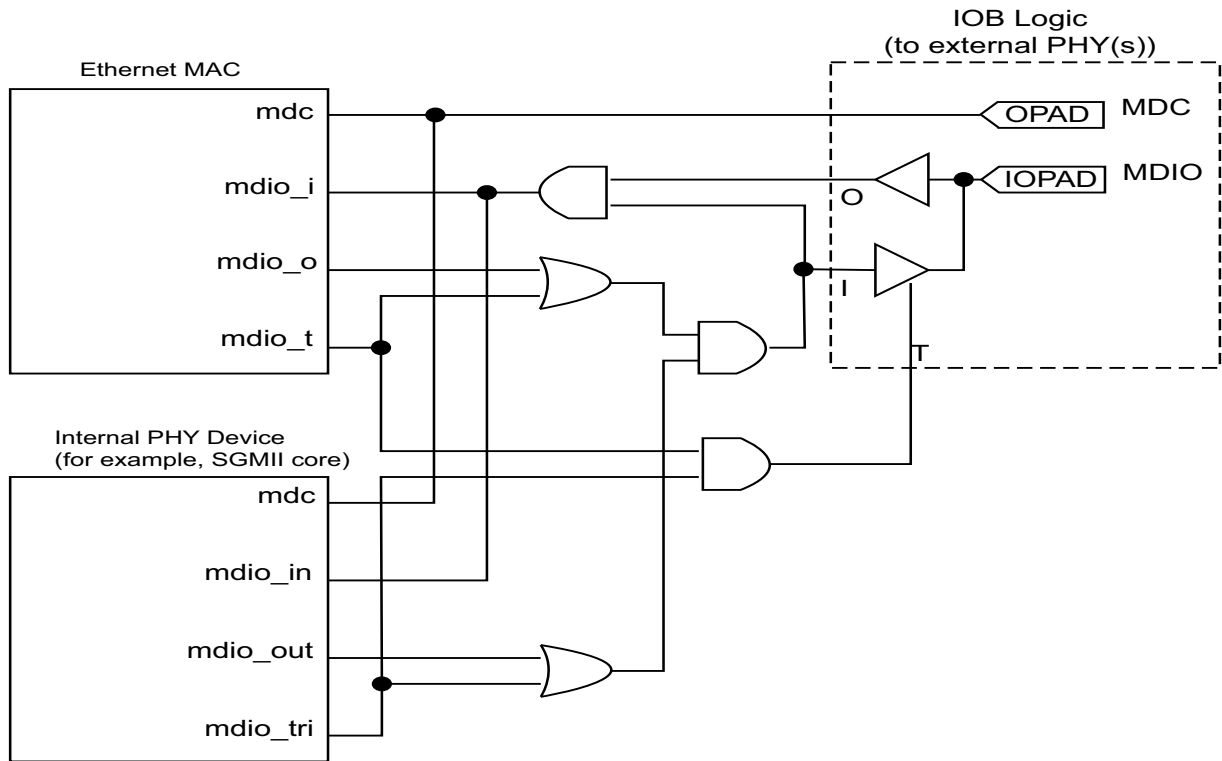 IOB Logic
(to external PHY(s))
Ethernet MAC
mdc
OPAD
MDC
mdio_i
O
IOPAD
MDIO
mdio_o
I
mdio_t
T
Internal PHY Device
(for example, SGMII core)
mdc
mdio_in
mdio_out
mdio_tri